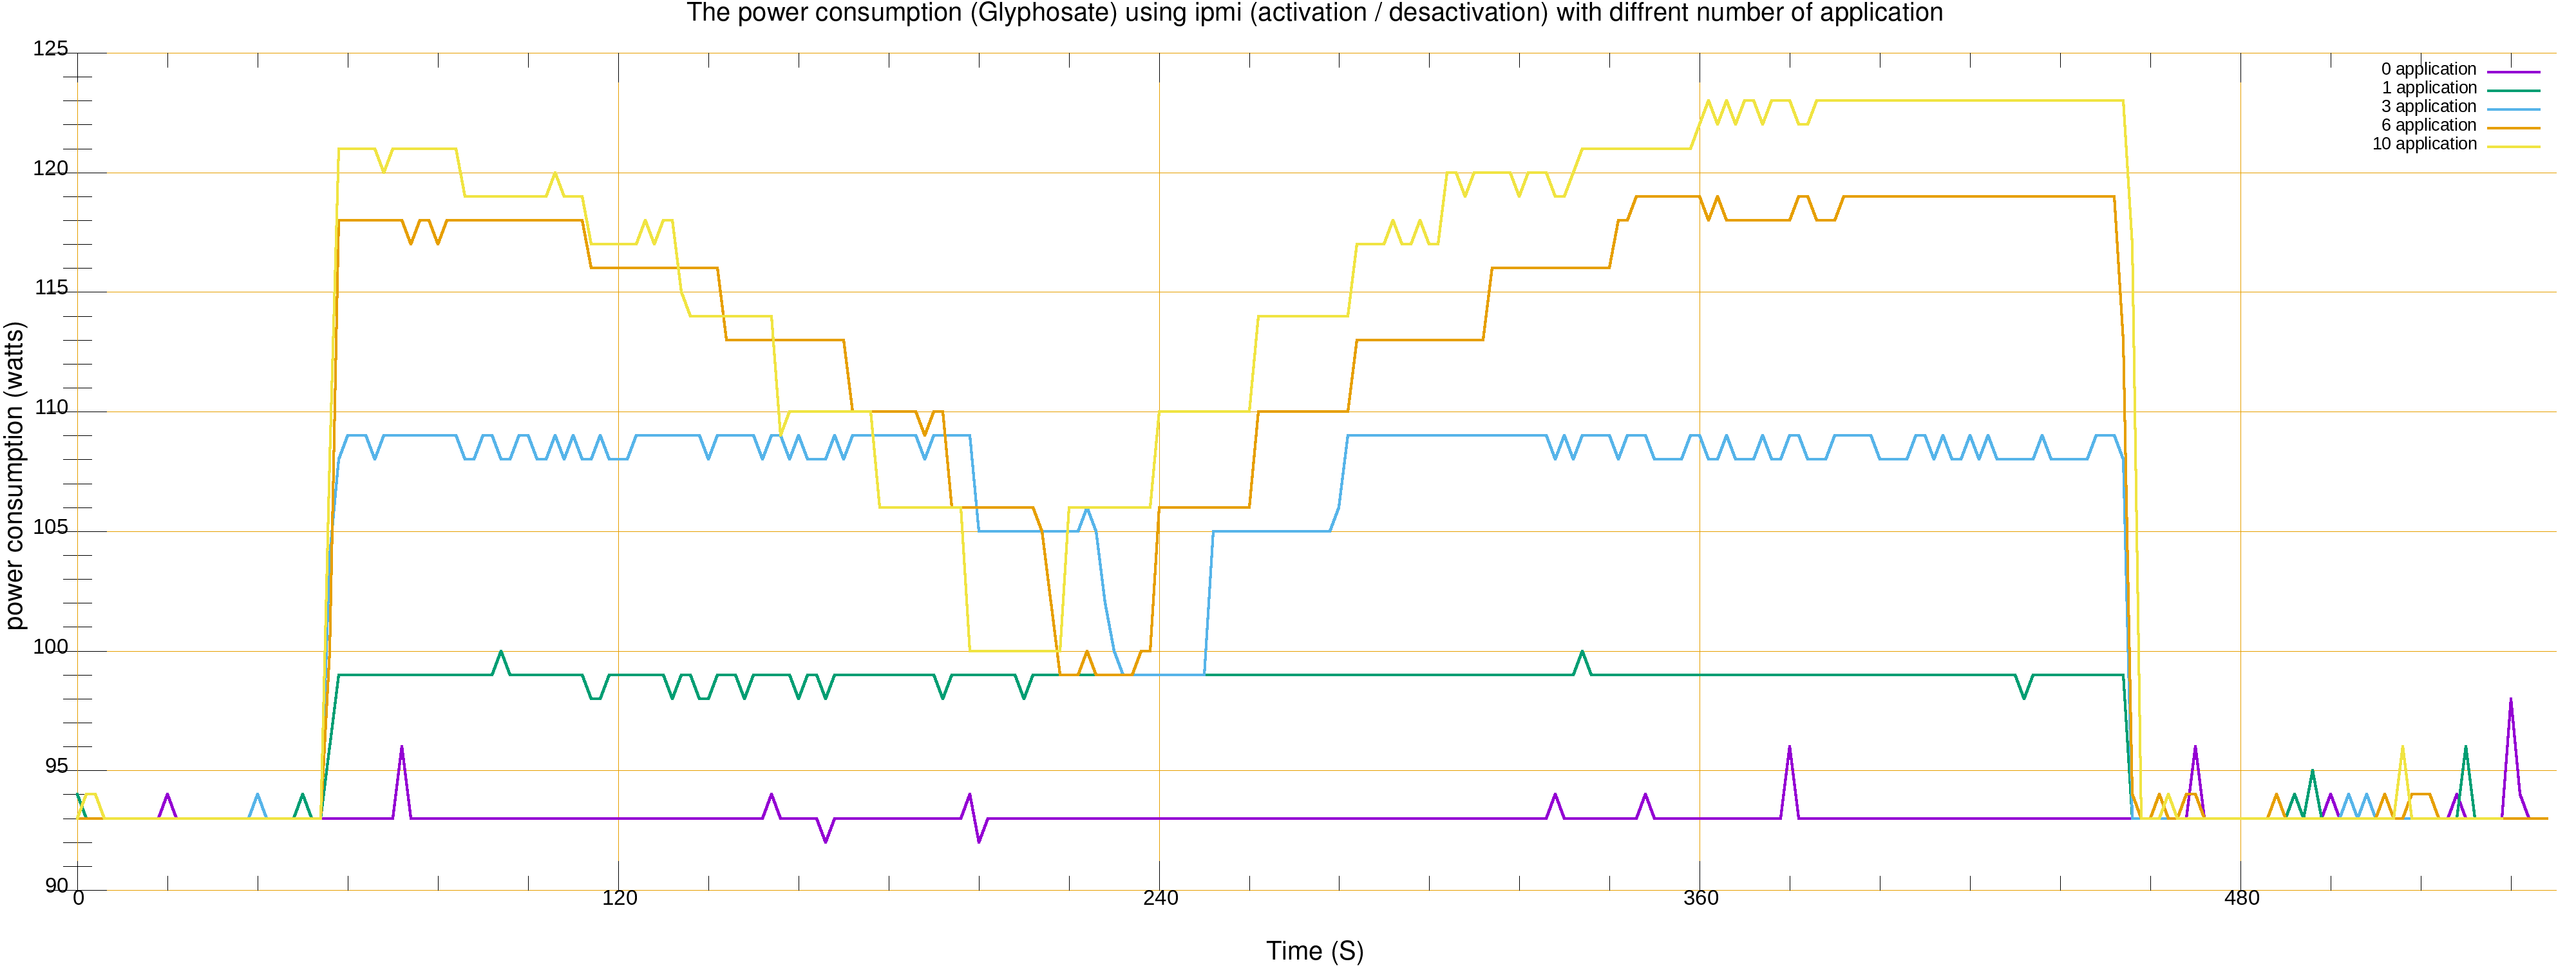 The power consumption (Glyphosate) using ipmi (activation / desactivation) with diffrent number of application
125
120
115
110
105
100
95
90
power consumption (watts)
0 application
1 application
3 application
6 application
10 application
0 120 240 360 480
Time (S)